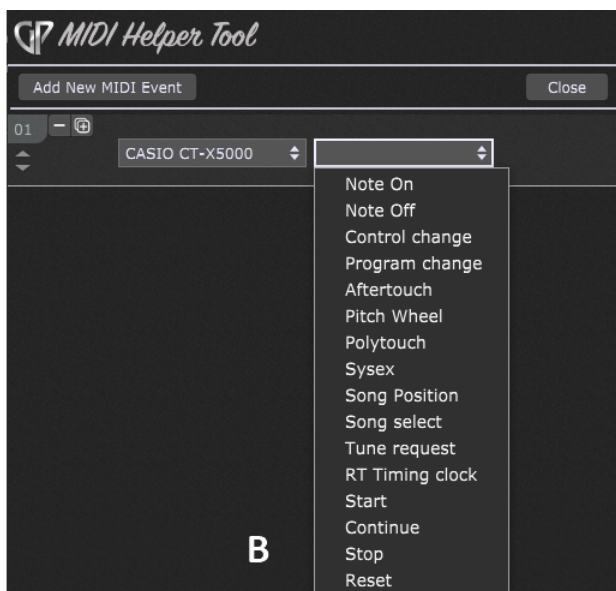 GP MIDI Helper Tool
Add New MIDI Event Close
01
CASIO CT-X5000
Note On
Note Off
Control change
Program change
Aftertouch
Pitch Wheel
Polytouch
Sysex
Song Position
Song select
Tune request
RT Timing clock
Start
Continue
Stop
B
Reset